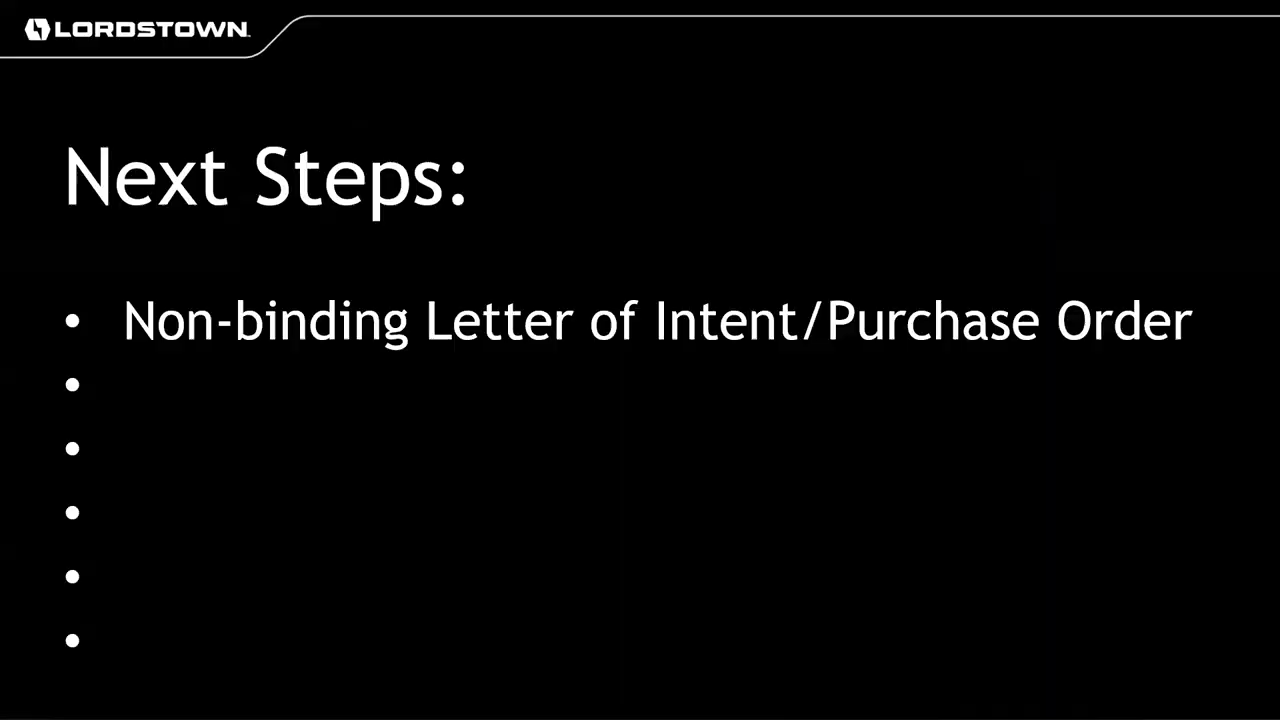 LORDSTOWN
Next Steps:
• Non-binding Letter of Intent/Purchase Order
•
•
•
•
•